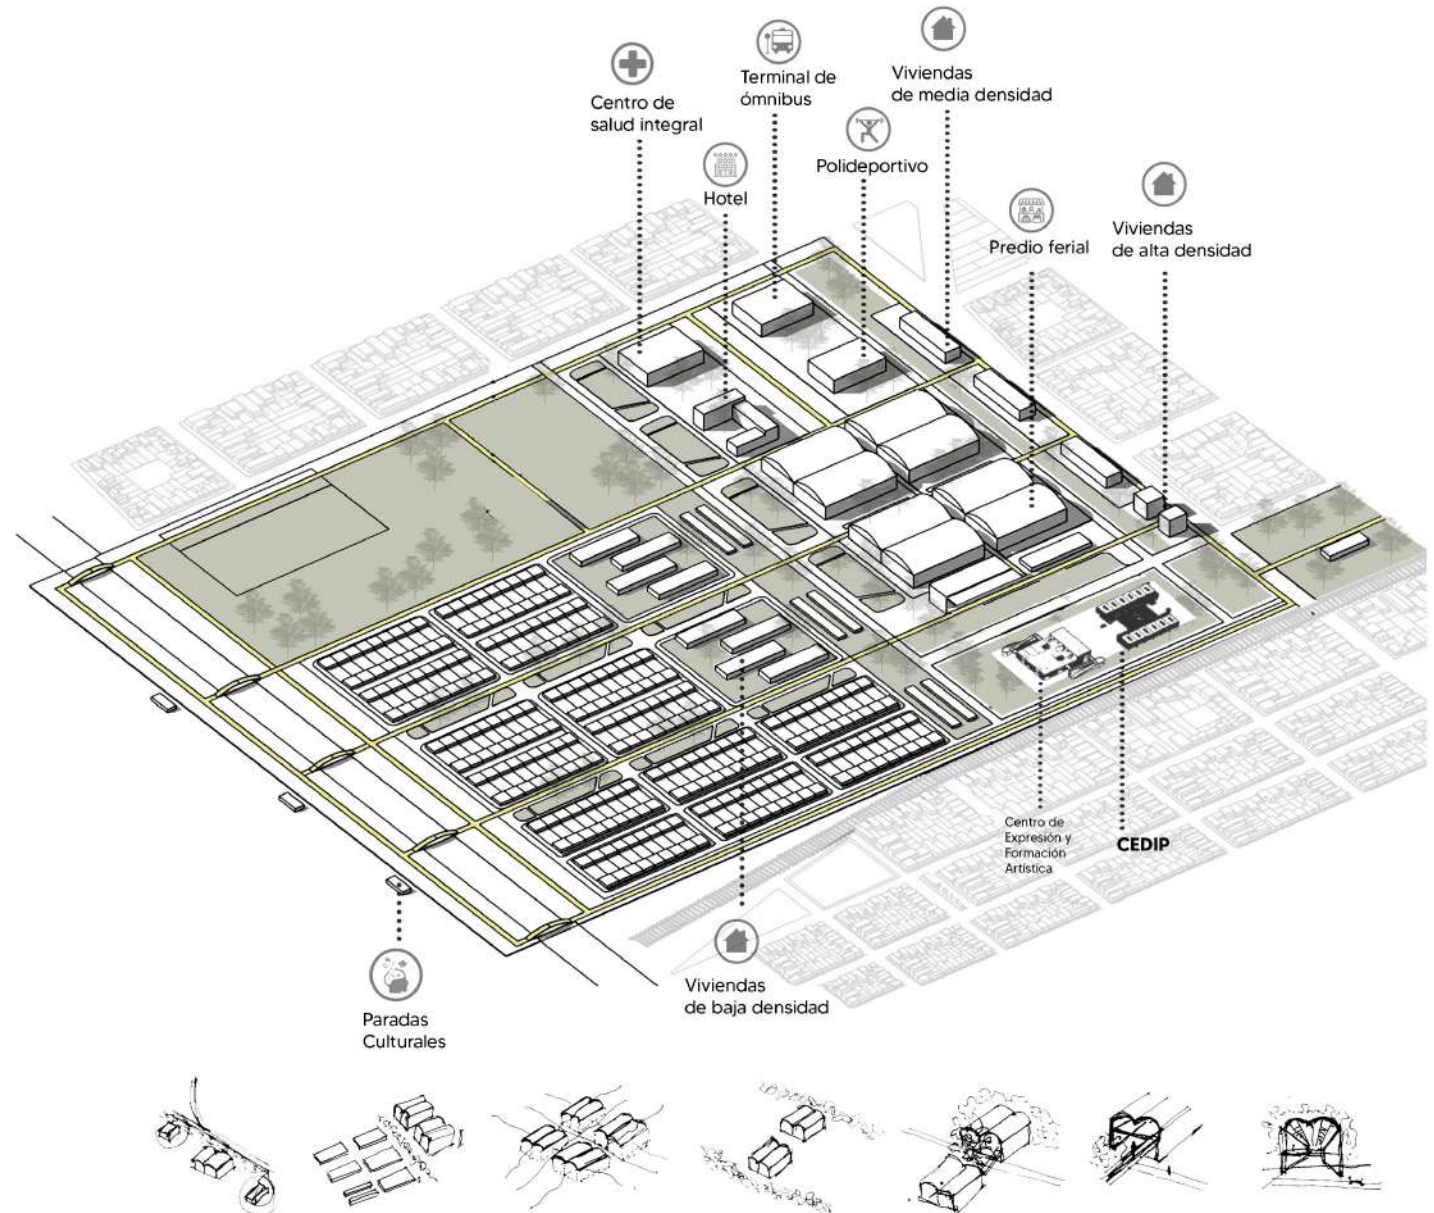 Centro de
salud integral
Hotel
Terminal de
ómnibus
Polideportivo
Viviendas
de media densidad
Predio ferial
Viviendas
de alta densidad
Centro de
Expresión y
Formación
Artística
CEDIP
Viviendas
de baja densidad
Paradas
Culturales